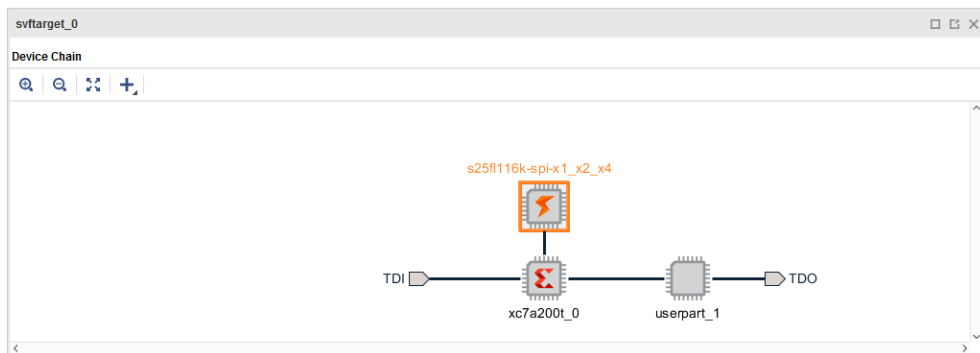 svftarget_0
Device Chain
s25fl116k-spi-x1_x2_x4
TDI
TDO
xc7a200t_0
userpart_1